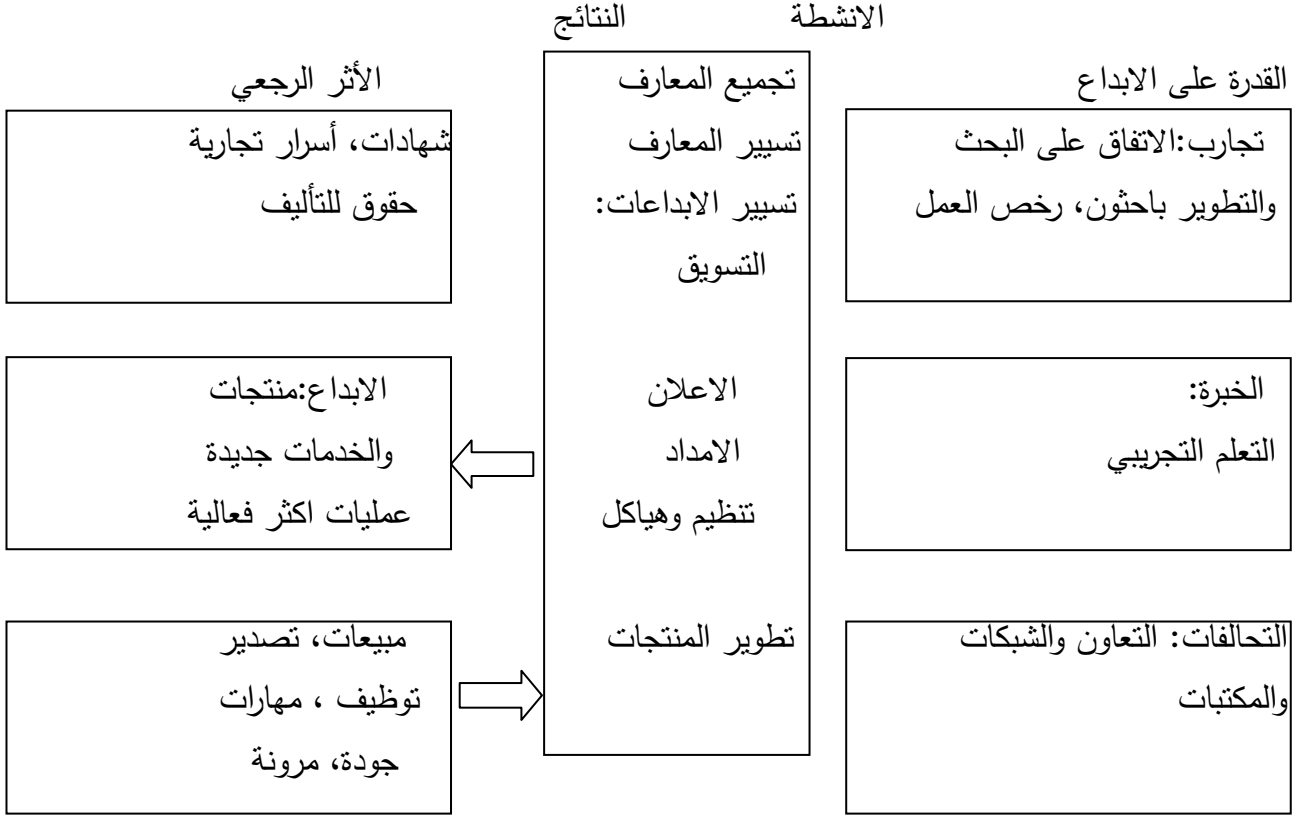 الانشطة
النتائج
القدرة على الابداع
تجارب:الاتفاق على البحث
والتطوير باحثون، رخص العمل
الخبرة:
التعلم التجريبي
التحالفات: التعاون والشبكات
والمكتبات
تجميع المعارف
تسيير المعارف
تسيير الابداعات:
التسويق
الاعلان
الامداد
تنظيم وهياكل
تطوير المنتجات
الأثر الرجعي
شهادات، أسرار تجارية
حقوق للتأليف
الابداع:منتجات
والخدمات جديدة
عمليات اكثر فعالية
مبيعات، تصدير
توظيف ، مهارات
جودة، مرونة